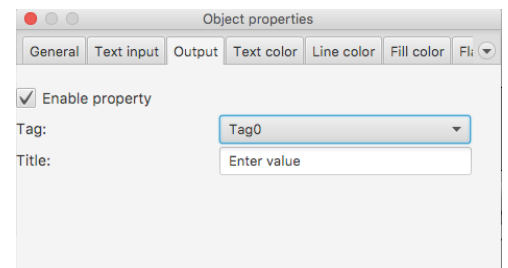 Object properties
General Text input Output Text color Line color Fill color
Enable property
Tag: Tag0
Title: Enter value